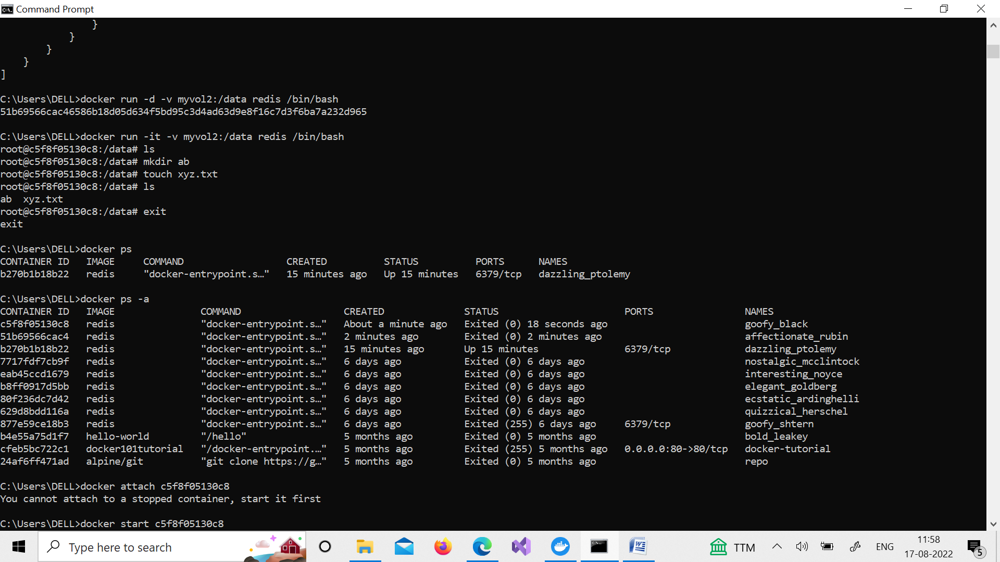 Command Prompt
                }
            }
        }
    }
]
C:\Users\DELL>docker run -d -v myvol2:/data redis /bin/bash
51b69566cac46586b18d05d634f5bd95c3d4ad63d9e8f16c7d3f6ba7a232d965
C:\Users\DELL>docker run -it -v myvol2:/data redis /bin/bash
root@c5f8f05130c8:/data# ls
root@c5f8f05130c8:/data# mkdir ab
root@c5f8f05130c8:/data# touch xyz.txt
root@c5f8f05130c8:/data# ls
ab  xyz.txt
root@c5f8f05130c8:/data# exit
exit
C:\Users\DELL>docker ps
CONTAINER ID   IMAGE     COMMAND                  CREATED          STATUS          PORTS      NAMES
b270b1b18b22   redis     "docker-entrypoint.s…"   15 minutes ago   Up 15 minutes   6379/tcp   dazzling_ptolemy
C:\Users\DELL>docker ps -a
CONTAINER ID   IMAGE               COMMAND                  CREATED              STATUS                      PORTS                NAMES
c5f8f05130c8   redis               "docker-entrypoint.s…"   About a minute ago   Exited (0) 18 seconds ago                        goofy_black
51b69566cac4   redis               "docker-entrypoint.s…"   2 minutes ago        Exited (0) 2 minutes ago                         affectionate_rubin
b270b1b18b22   redis               "docker-entrypoint.s…"   15 minutes ago       Up 15 minutes               6379/tcp             dazzling_ptolemy
7717fdf7cb9f   redis               "docker-entrypoint.s…"   6 days ago           Exited (0) 6 days ago                            nostalgic_mcclintock
eab45ccd1679   redis               "docker-entrypoint.s…"   6 days ago           Exited (0) 6 days ago                            interesting_noyce
b8ff0917d5bb   redis               "docker-entrypoint.s…"   6 days ago           Exited (0) 6 days ago                            elegant_goldberg
80f236dc7d42   redis               "docker-entrypoint.s…"   6 days ago           Exited (0) 6 days ago                            ecstatic_ardinghelli
629d8bdd116a   redis               "docker-entrypoint.s…"   6 days ago           Exited (0) 6 days ago                            quizzical_herschel
877e59ce18b3   redis               "docker-entrypoint.s…"   6 days ago           Exited (255) 6 days ago     6379/tcp             goofy_shtern
b4e55a75d1f7   hello-world         "/hello"                 5 months ago         Exited (0) 5 months ago                          bold_leakey
cfeb5bc722c1   docker101tutorial   "/docker-entrypoint.…"   5 months ago         Exited (255) 5 months ago   0.0.0.0:80->80/tcp   docker-tutorial
24af6ff471ad   alpine/git          "git clone https://g…"   5 months ago         Exited (0) 5 months ago                          repo
C:\Users\DELL>docker attach c5f8f05130c8
You cannot attach to a stopped container, start it first
C:\Users\DELL>docker start c5f8f05130c8
Type here to search
TTM
ENG
11:58
17-08-2022
5